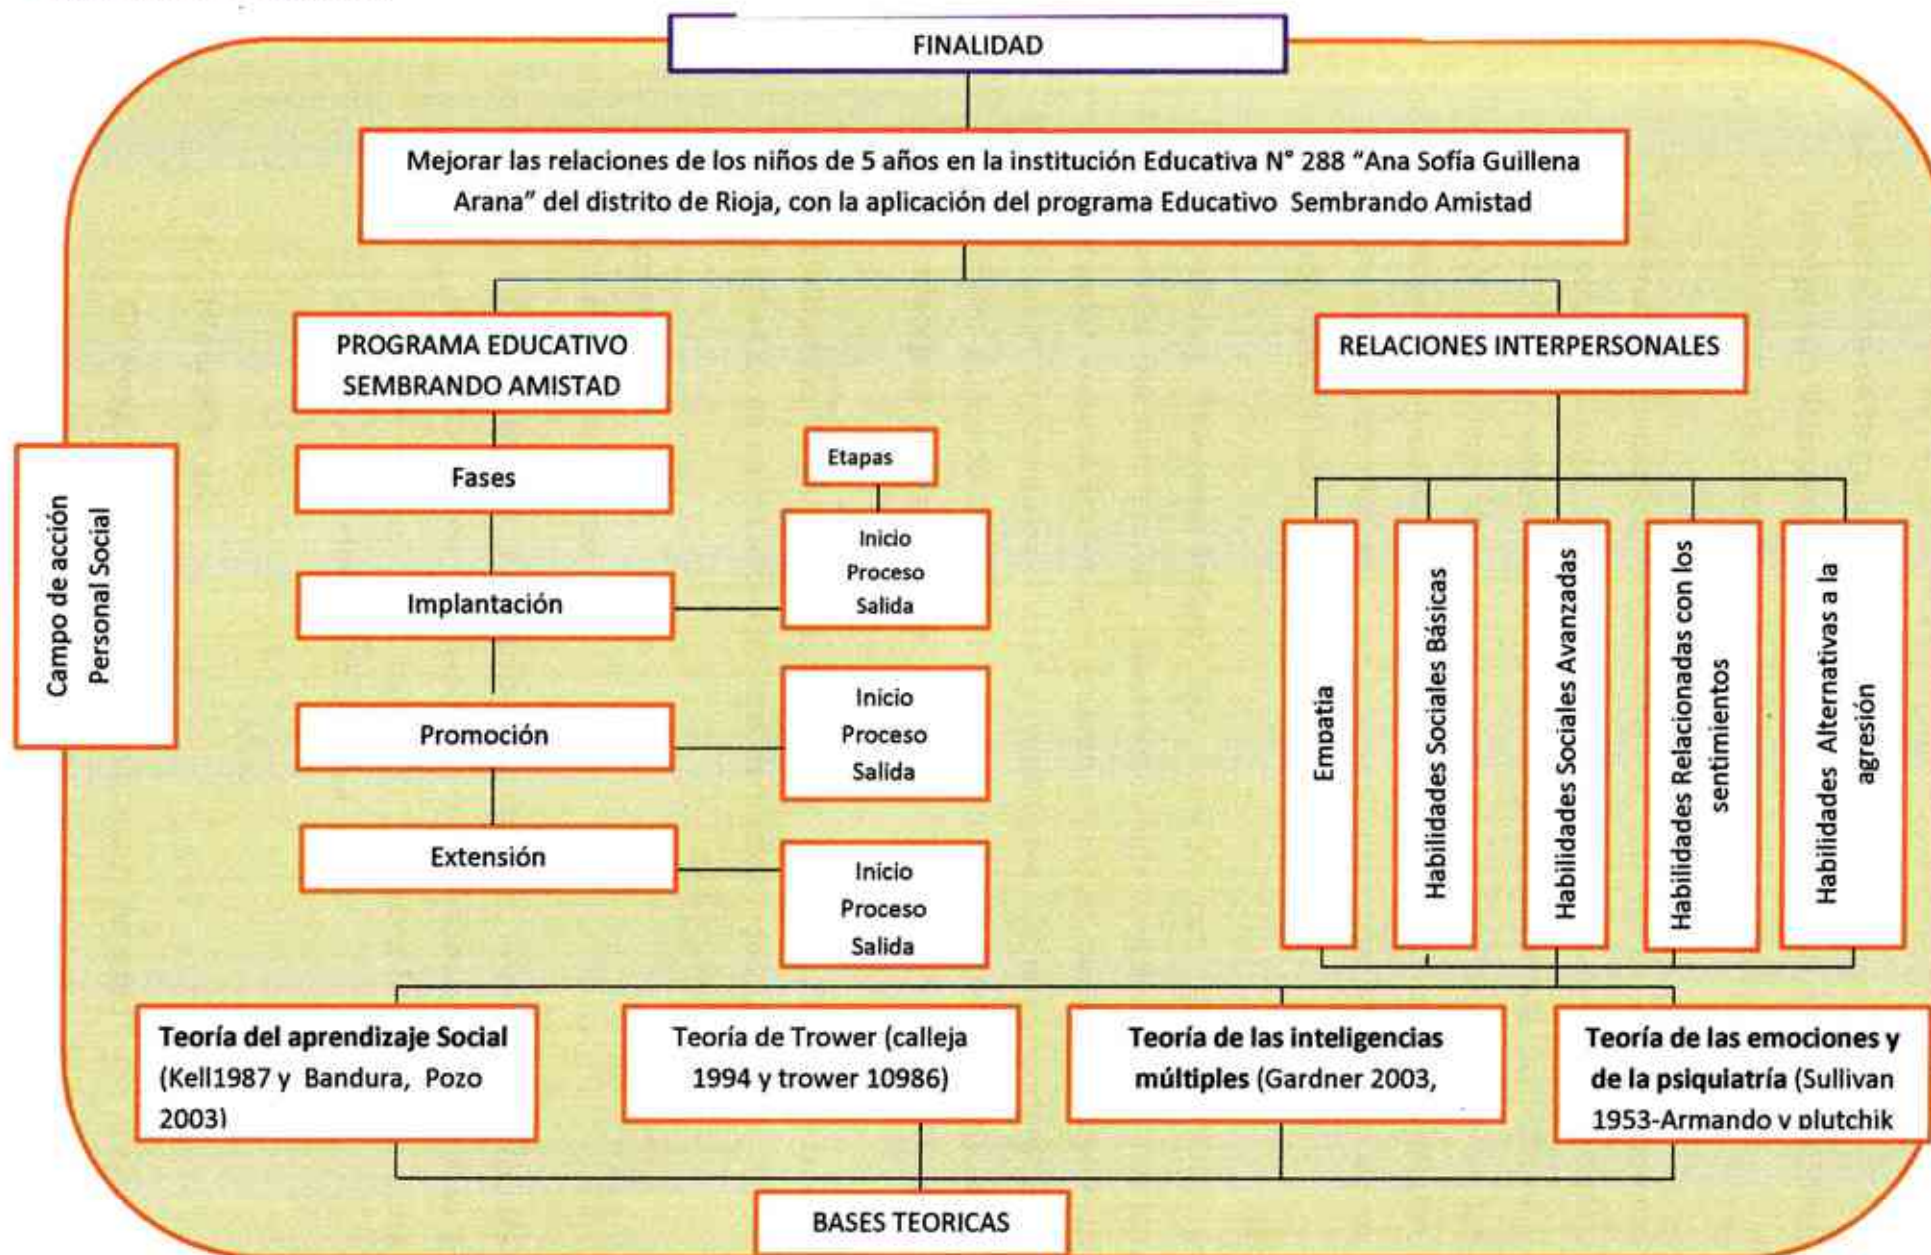 FINALIDAD
Mejorar las relaciones de los niños de 5 años en la institución Educativa N° 288 “Ana Sofía Guillena
Arana” del distrito de Rioja, con la aplicación del programa Educativo Sembrando Amistad
PROGRAMA EDUCATIVO
SEMBRANDO AMISTAD
RELACIONES INTERPERSONALES
Campo de acción
Personal Social
Fases
Etapas
Implantación
Inicio
Proceso
Salida
Promoción
Inicio
Proceso
Salida
Extensión
Inicio
Proceso
Salida
Empatia
Habilidades Sociales Básicas
Habilidades Sociales Avanzadas
Habilidades Relacionadas con los
sentimientos
Habilidades Alternativas a la
agresión
Teoría del aprendizaje Social
(Kell1987 y Bandura, Pozo
2003)
Teoría de Trower (calleja
1994 y trower 10986)
Teoría de las inteligencias
múltiples (Gardner 2003,
Teoría de las emociones y
de la psiquiatría (Sullivan
1953-Armando y plutchik
BASES TEORICAS